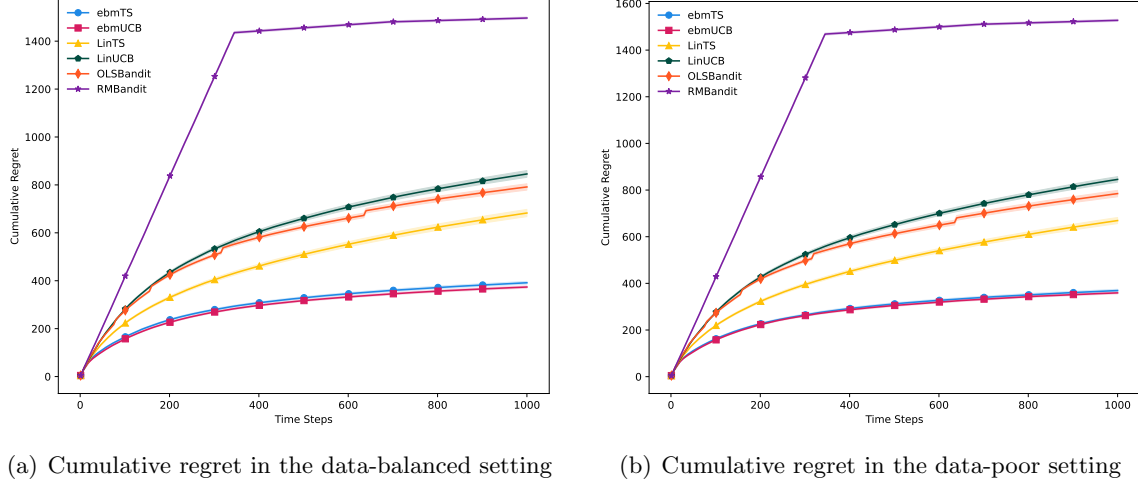 1600
1400
1200
1000
800
600
400
200
0
Cumulative Regret
ebmTS
ebmUCB
LinTS
LinUCB
OLSBandit
RMBandit
0 200 400 600 800 1000
Time Steps
(a) Cumulative regret in the data-balanced setting
1400
1200
1000
800
600
400
200
0
Cumulative Regret
ebmTS
ebmUCB
LinTS
LinUCB
OLSBandit
RMBandit
0 200 400 600 800 1000
Time Steps
(b) Cumulative regret in the data-poor setting